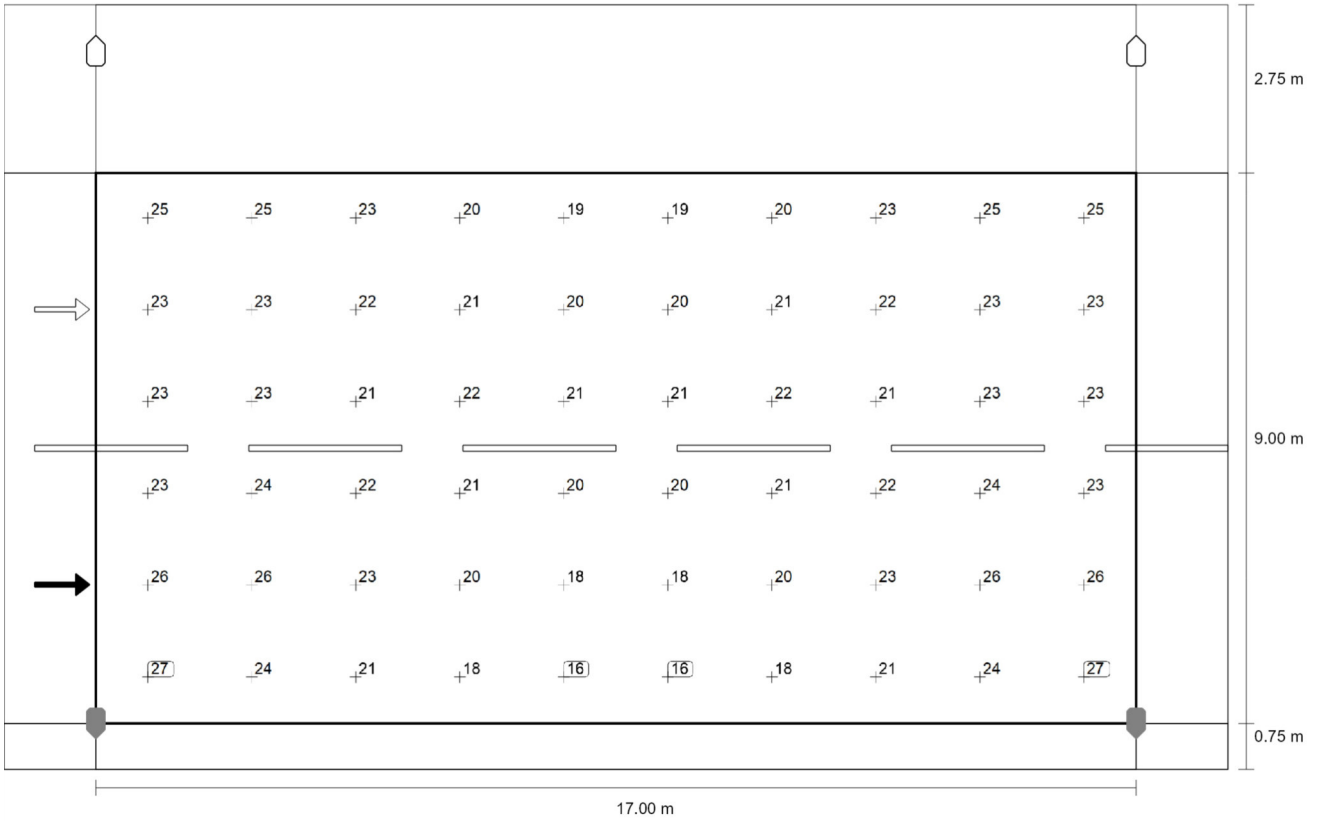 2.75 m
25 25 23 20 19 19 20 23 25 25
23 23 22 21 20 20 21 22 23 23
23 23 21 22 21 21 22 21 23 23
9.00 m
23 24 22 21 20 20 21 22 24 23
26 26 23 20 18 18 20 23 26 26
27 24 21 18 16 16 18 21 24 27
0.75 m
17.00 m